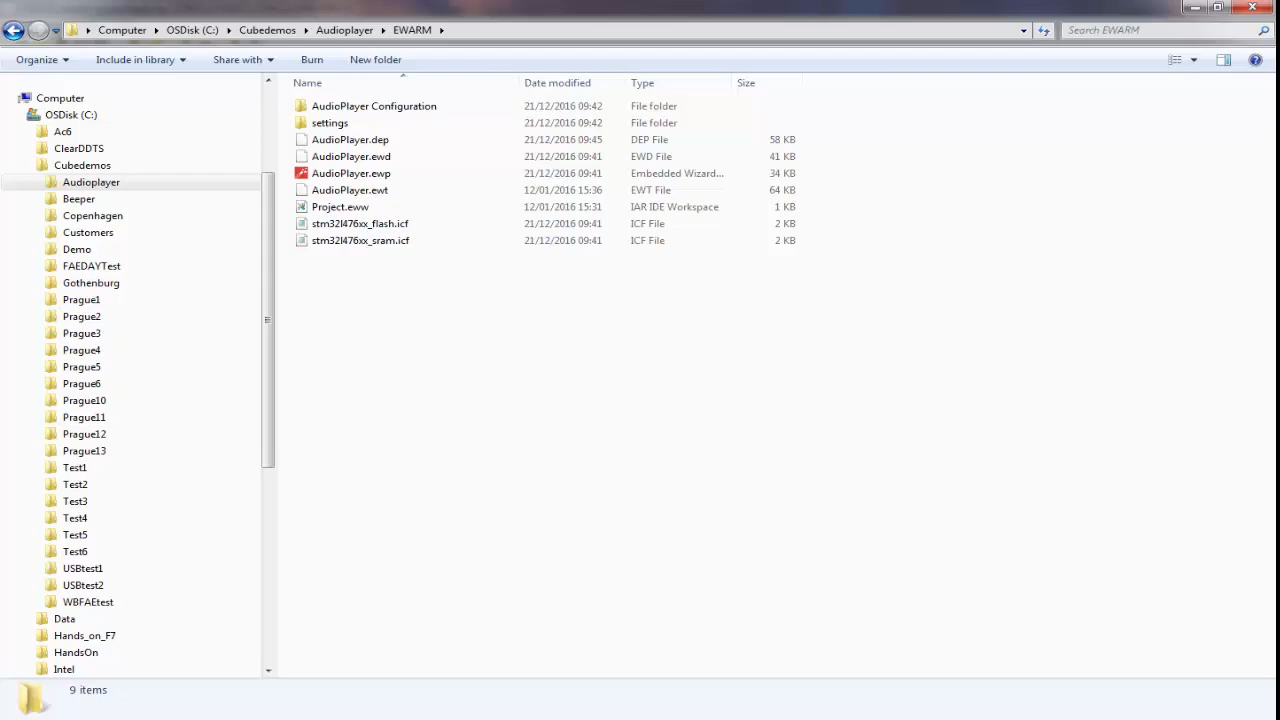 Computer OSDisk (C:) Cubedemos Audioplayer EWARM Search EWARM
Organize Include in library Share with Burn New folder
Computer
OSDisk (C:)
Ac6
ClearDDTS
Cubedemos
Audioplayer
Beeper
Copenhagen
Customers
Demo
FAEDAYTest
Gothenburg
Prague1
Prague2
Prague3
Prague4
Prague5
Prague6
Prague10
Prague11
Prague12
Prague13
Test1
Test2
Test3
Test4
Test5
Test6
USBtest1
USBtest2
WBFAEtest
Data
Hands_on_F7
HandsOn
Intel
Name Date modified Type Size
AudioPlayer Configuration 21/12/2016 09:42 File folder
settings 21/12/2016 09:42 File folder
AudioPlayer.dep 21/12/2016 09:45 DEP File 58 KB
AudioPlayer.ewd 21/12/2016 09:41 EWD File 41 KB
AudioPlayer.ewp 21/12/2016 09:41 Embedded Wizard... 34 KB
AudioPlayer.ewt 12/01/2016 15:36 EWT File 64 KB
Project.eww 12/01/2016 15:31 IAR IDE Workspace 1 KB
stm32l476xx_flash.icf 21/12/2016 09:41 ICF File 2 KB
stm32l476xx_sram.icf 21/12/2016 09:41 ICF File 2 KB
9 items